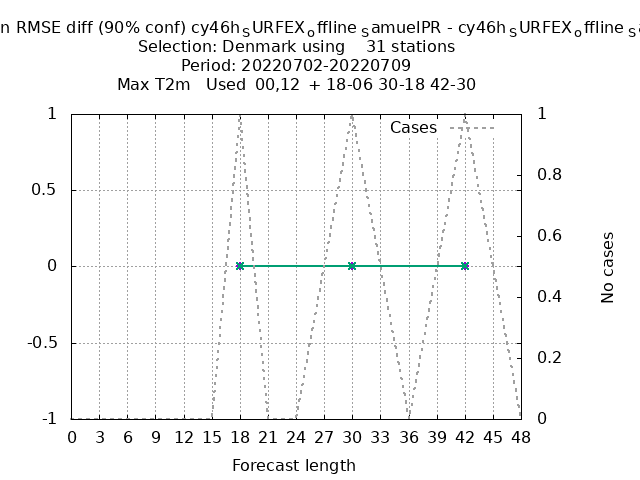 n RMSE diff (90% conf) cy46h_SURFEX_offline_SamuelPR - cy46h_SURFEX_offline_S
Selection: Denmark using 31 stations
Period: 20220702-20220709
Max T2m Used 00,12 + 18-06 30-18 42-30
Cases
1
0.5
0
-0.5
-1
1
0.8
0.6
0.4
0.2
0
No cases
0 3 6 9 12 15 18 21 24 27 30 33 36 39 42 45 48
Forecast length